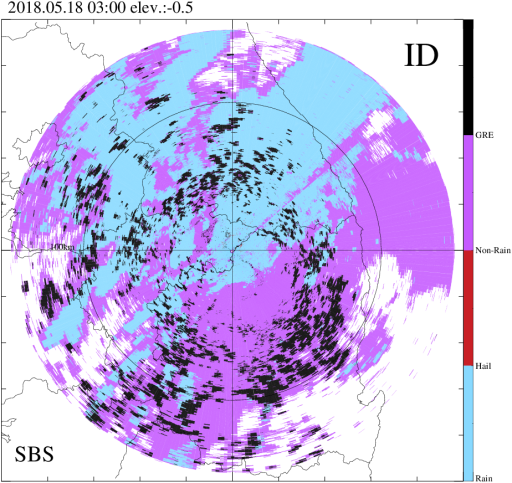 2018.05.18 03:00 elev.:-0.5
ID
GRE
100km
Non-Rain
Hail
SBS
Rain